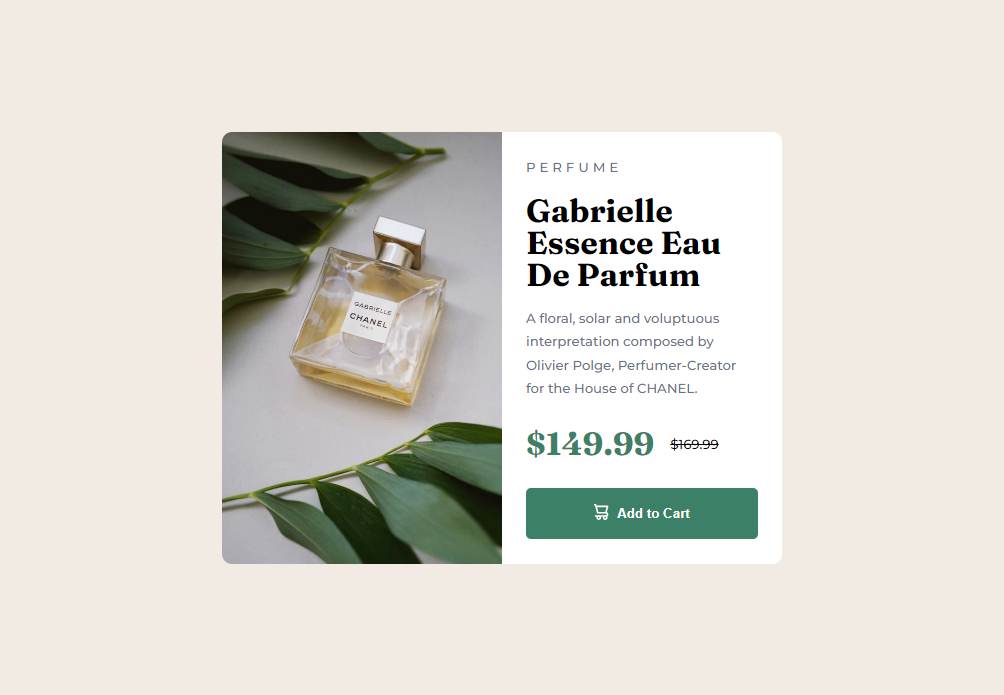 PERFUME
Gabrielle
Essence Eau
De Parfum
GABRIELLE
CHANEL
PARIS
A floral, solar and voluptuous
interpretation composed by
Olivier Polge, Perfumer-Creator
for the House of CHANEL.
$149.99 $169.99
Add to Cart